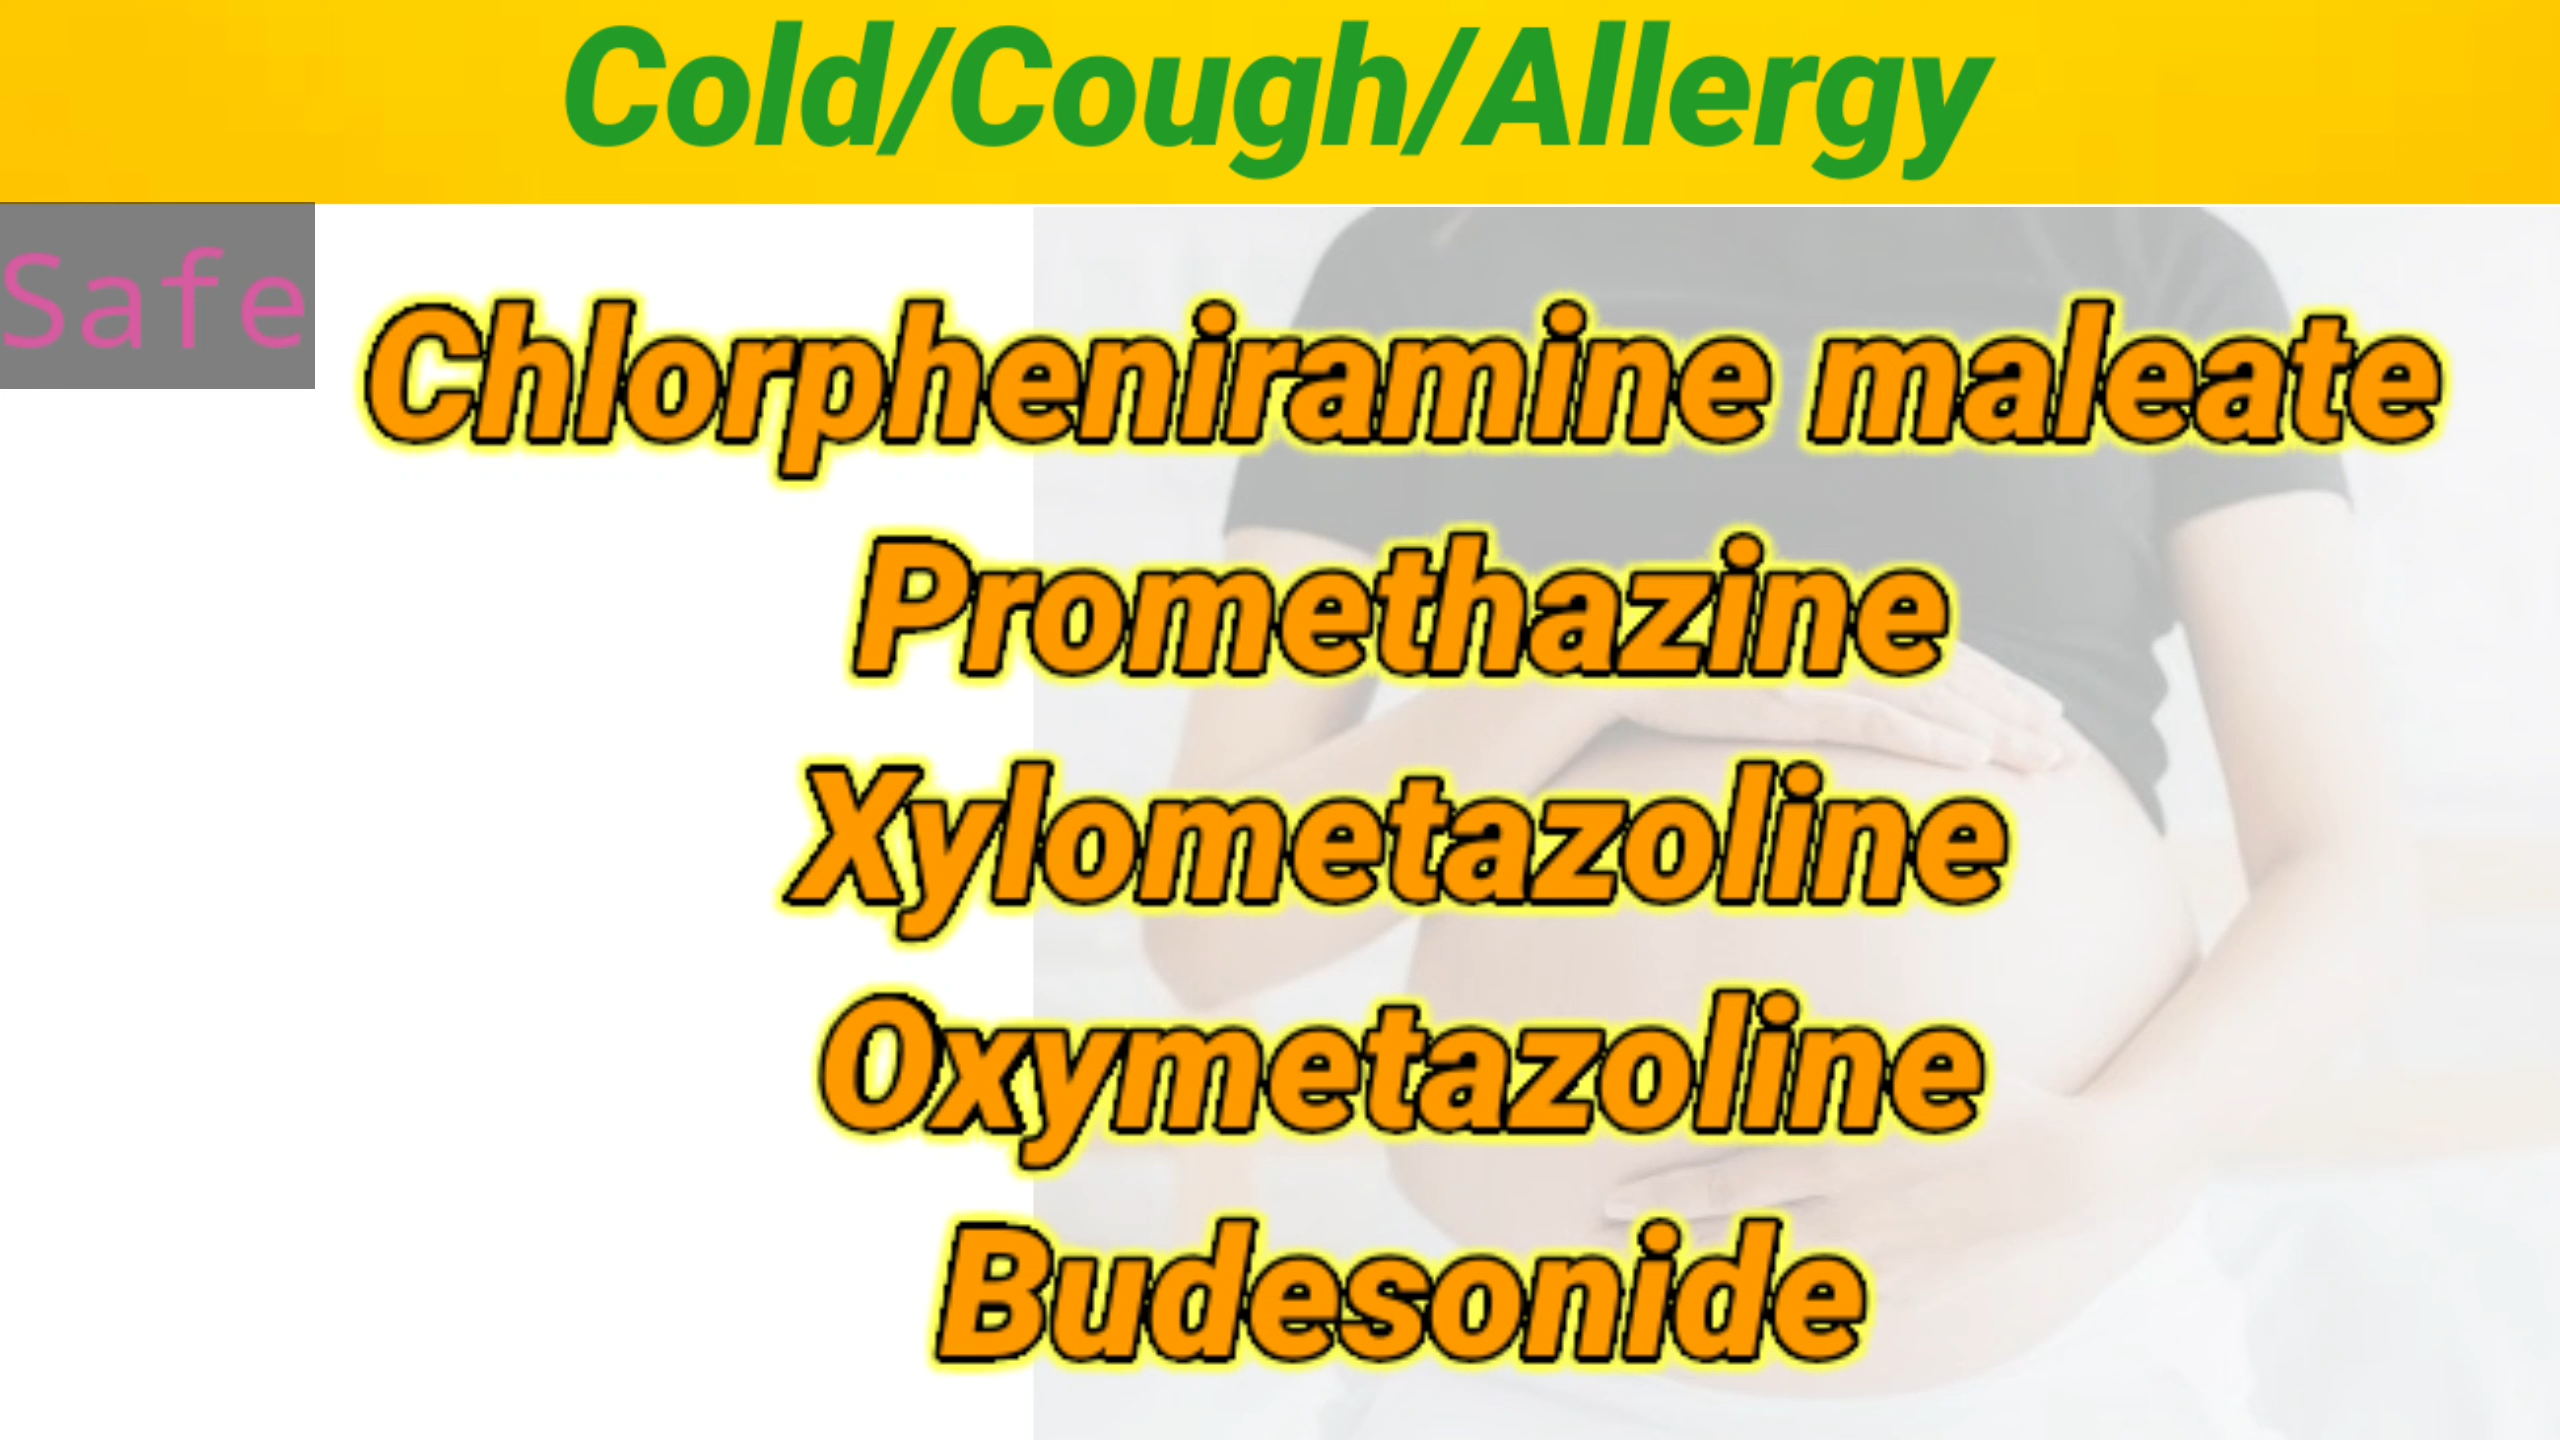 Cold/Cough/Allergy
Safe
Chlorpheniramine maleate
Promethazine
Xylometazoline
Oxymetazoline
Budesonide